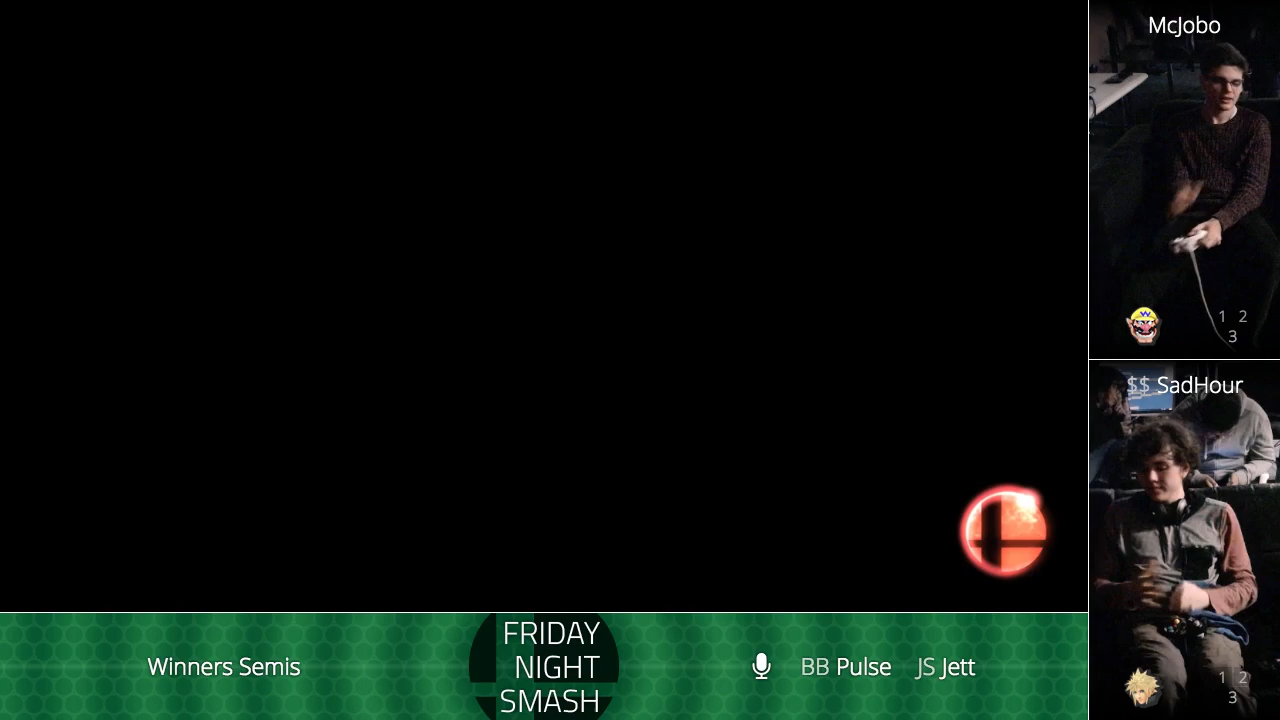 McJobo
1 2
3
$$ SadHour
1 2
3
Winners Semis
FRIDAY
NIGHT
SMASH
BB Pulse JS Jett